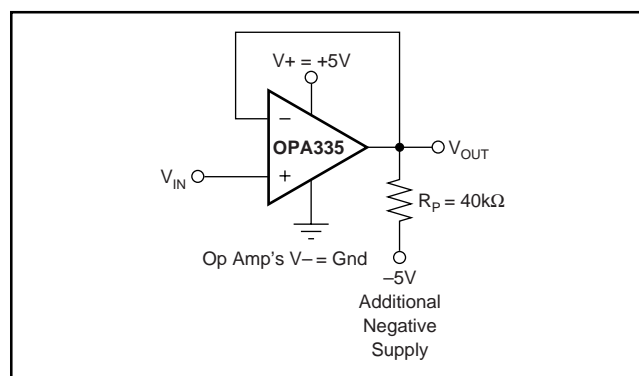 V+ = +5V
−
OPA335
V_IN
+
V_OUT
R_P = 40kΩ
Op Amp's V− = Gnd
−5V
Additional
Negative
Supply